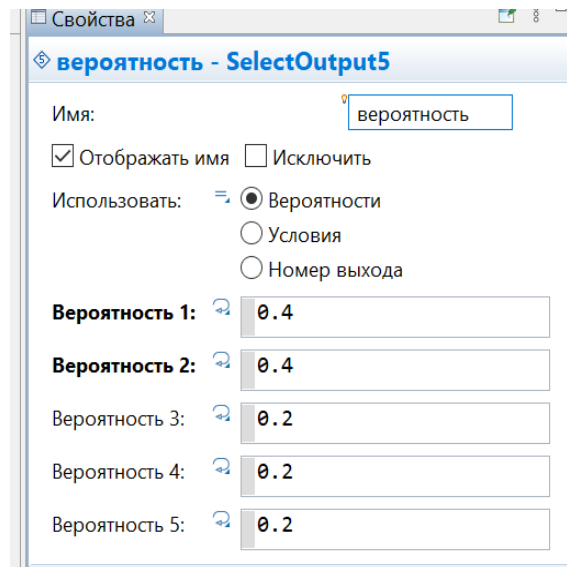 Свойства
вероятность - SelectOutput5
Имя: вероятность
Отображать имя Исключить
Использовать: Вероятности
Условия
Номер выхода
Вероятность 1: 0.4
Вероятность 2: 0.4
Вероятность 3: 0.2
Вероятность 4: 0.2
Вероятность 5: 0.2